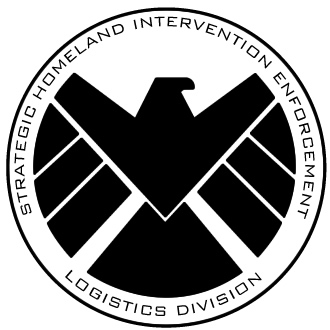 STRATEGIC HOMELAND INTERVENTION ENFORCEMENT
LOGISTICS DIVISION